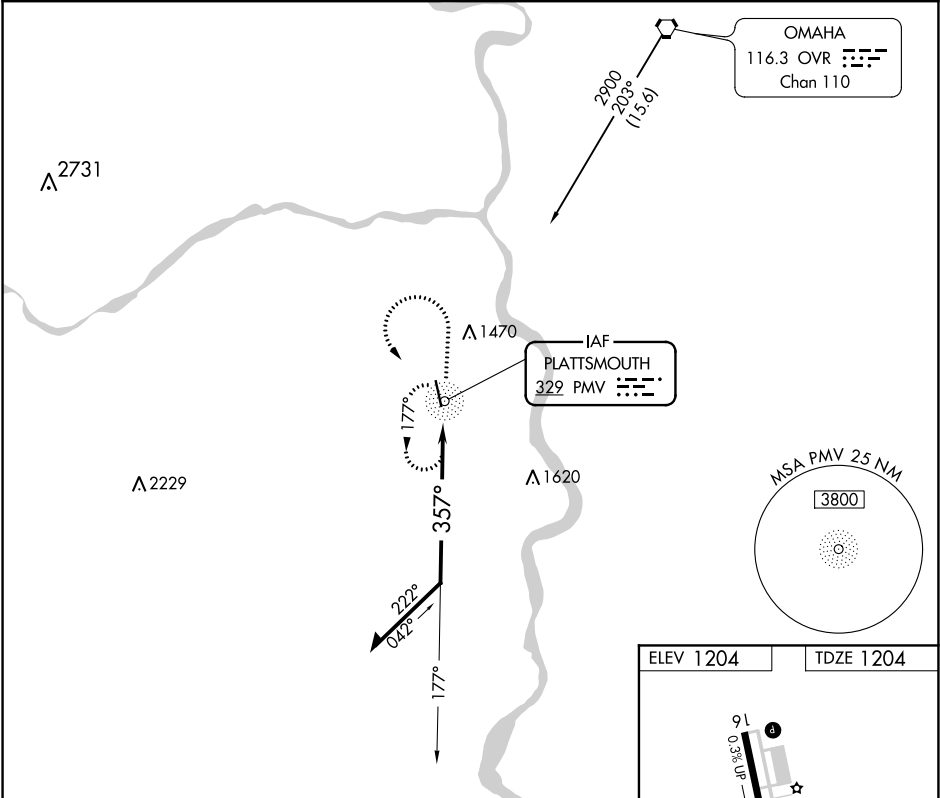 OMAHA
116.3 OVR
Chan 110
2900
203°
(15.6)
2731
1470
IAF
PLATTSMOUTH
329 PMV
177°
2229
1620
357°
MSA PMV 25 NM
3800
222°
042°
177°
ELEV 1204
TDZE 1204
16
P
0.3% UP